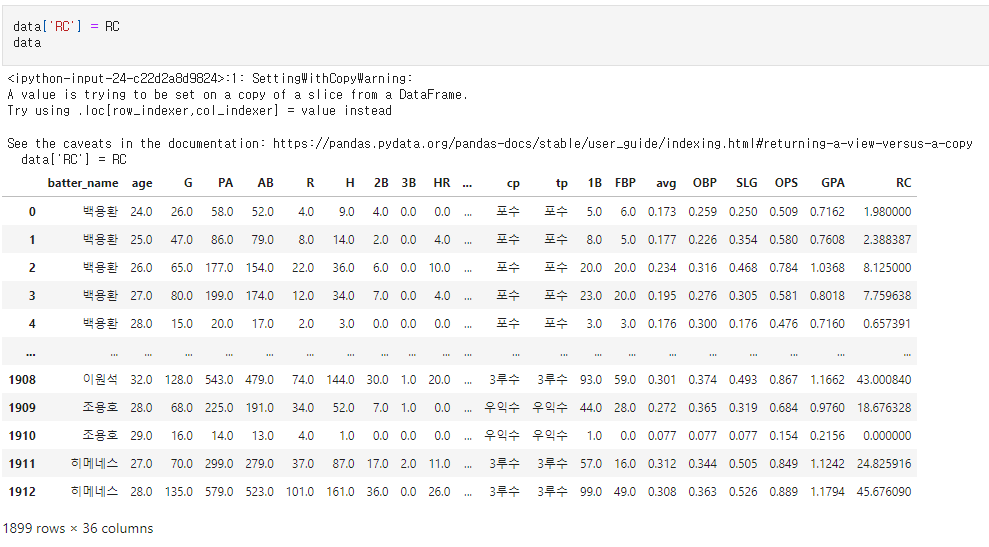 data['RC'] = RC
data
<ipython-input-24-c22d2a8d9824>:1: SettingWithCopyWarning:
A value is trying to be set on a copy of a slice from a DataFrame.
Try using .loc[row_indexer,col_indexer] = value instead
See the caveats in the documentation: https://pandas.pydata.org/pandas-docs/stable/user_guide/indexing.html#returning-a-view-versus-a-copy
data['RC'] = RC
batter_name age G PA AB R H 2B 3B HR ... cp tp 1B FBP avg OBP SLG OPS GPA RC
0 백용환 24.0 26.0 58.0 52.0 4.0 9.0 4.0 0.0 0.0 ... 포수 포수 5.0 6.0 0.173 0.259 0.250 0.509 0.7162 1.980000
1 백용환 25.0 47.0 86.0 79.0 8.0 14.0 2.0 0.0 4.0 ... 포수 포수 8.0 5.0 0.177 0.226 0.354 0.580 0.7608 2.388387
2 백용환 26.0 65.0 177.0 154.0 22.0 36.0 6.0 0.0 10.0 ... 포수 포수 20.0 20.0 0.234 0.316 0.468 0.784 1.0368 8.125000
3 백용환 27.0 80.0 199.0 174.0 12.0 34.0 7.0 0.0 4.0 ... 포수 포수 23.0 20.0 0.195 0.276 0.305 0.581 0.8018 7.759638
4 백용환 28.0 15.0 20.0 17.0 2.0 3.0 0.0 0.0 0.0 ... 포수 포수 3.0 3.0 0.176 0.300 0.176 0.476 0.7160 0.657391
... ... ... ... ... ... ... ... ... ... ... ... ... ... ... ... ... ... ... ... ... ...
1908 이원석 32.0 128.0 543.0 479.0 74.0 144.0 30.0 1.0 20.0 ... 3루수 3루수 93.0 59.0 0.301 0.374 0.493 0.867 1.1662 43.000840
1909 조용호 28.0 68.0 225.0 191.0 34.0 52.0 7.0 1.0 0.0 ... 우익수 우익수 44.0 28.0 0.272 0.365 0.319 0.684 0.9760 18.676328
1910 조용호 29.0 16.0 14.0 13.0 4.0 1.0 0.0 0.0 0.0 ... 우익수 우익수 1.0 0.0 0.077 0.077 0.077 0.154 0.2156 0.000000
1911 히메네스 27.0 70.0 299.0 279.0 37.0 87.0 17.0 2.0 11.0 ... 3루수 3루수 57.0 16.0 0.312 0.344 0.505 0.849 1.1242 24.825916
1912 히메네스 28.0 135.0 579.0 523.0 101.0 161.0 36.0 0.0 26.0 ... 3루수 3루수 99.0 49.0 0.308 0.363 0.526 0.889 1.1794 45.676090
1899 rows × 36 columns